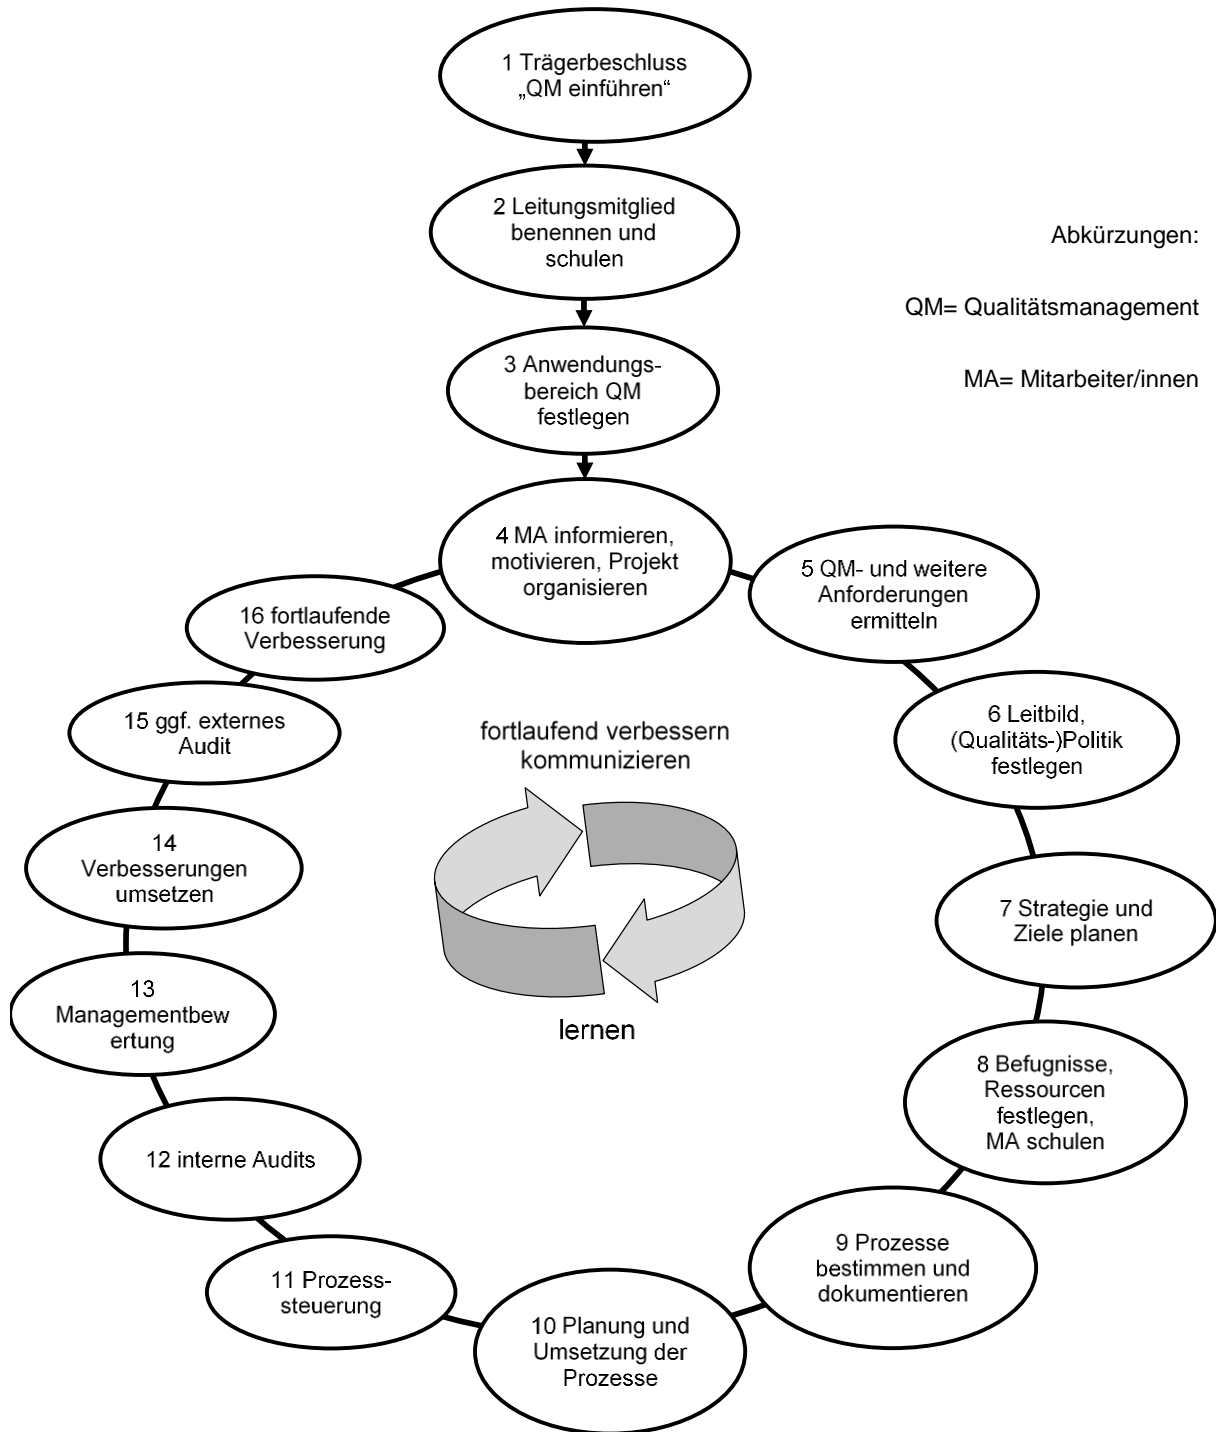 1 Trägerbeschluss
„QM einführen“
2 Leitungsmitglied
benennen und
schulen
Abkürzungen:
QM= Qualitätsmanagement
MA= Mitarbeiter/innen
3 Anwendungs-
bereich QM
festlegen
4 MA informieren,
motivieren, Projekt
organisieren
5 QM- und weitere
Anforderungen
ermitteln
6 Leitbild,
(Qualitäts-)Politik
festlegen
7 Strategie und
Ziele planen
8 Befugnisse,
Ressourcen
festlegen,
MA schulen
9 Prozesse
bestimmen und
dokumentieren
10 Planung und
Umsetzung der
Prozesse
11 Prozess-
steuerung
12 interne Audits
13
Managementbew
ertung
14
Verbesserungen
umsetzen
15 ggf. externes
Audit
16 fortlaufende
Verbesserung
fortlaufend verbessern
kommunizieren
lernen